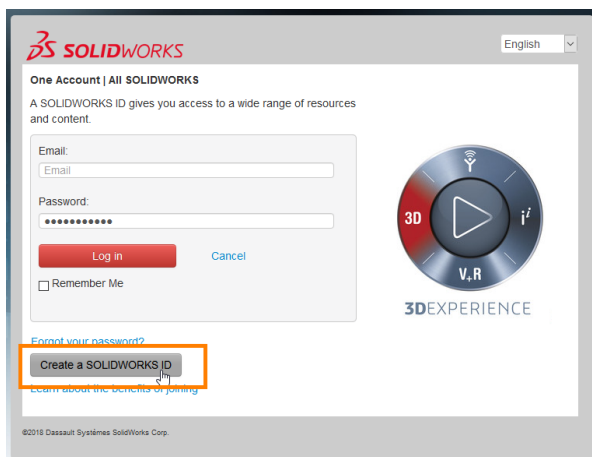 3S SOLIDWORKS
English
One Account | All SOLIDWORKS
A SOLIDWORKS ID gives you access to a wide range of resources
and content.
Email:
Email
Password:
Log in
Cancel
Remember Me
3D
i i
V+R
3DEXPERIENCE
Forgot your password?
Create a SOLIDWORKS ID
Learn about the benefits of joining
©2018 Dassault Systémes SolidWorks Corp.